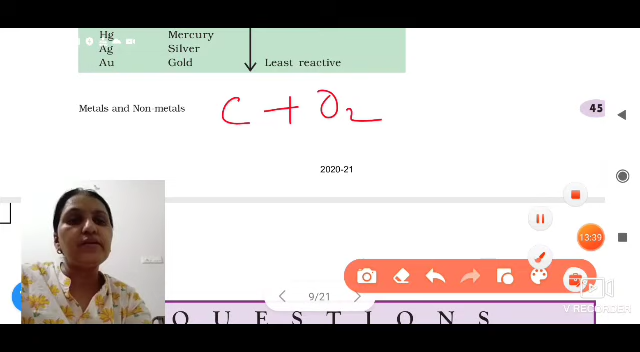 Hg Mercury
Ag Silver
Au Gold Least reactive
Metals and Non-metals C + O2 45
2020-21
13:39
9/21
V RECORDER
QUESTIONS